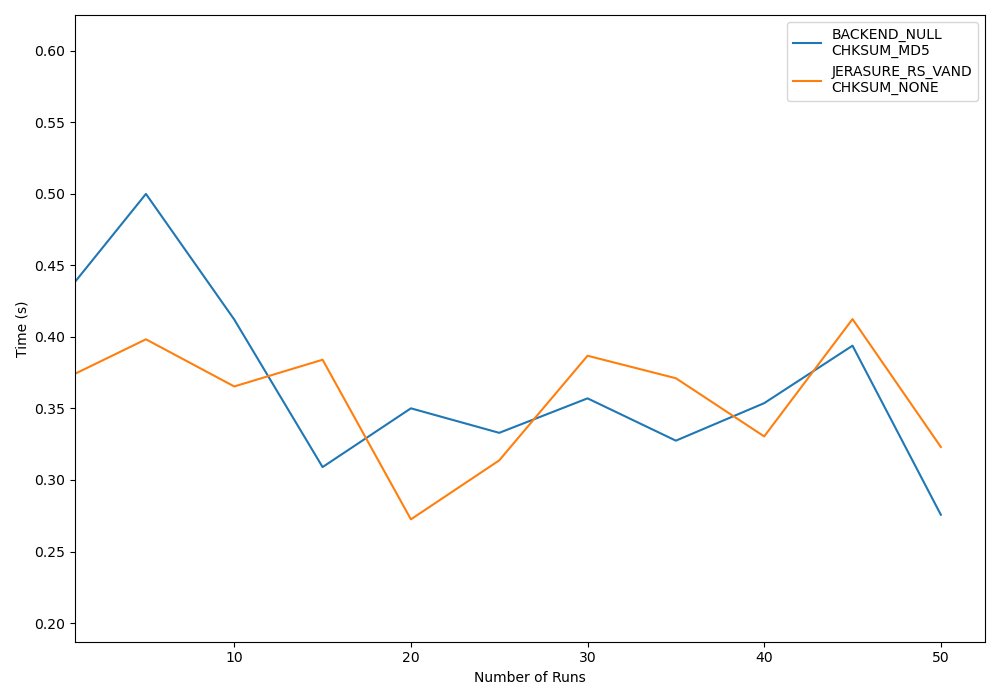 BACKEND_NULL
CHKSUM_MD5
JERASURE_RS_VAND
CHKSUM_NONE
0.60
0.55
0.50
0.45
0.40
0.35
0.30
0.25
0.20
Time (s)
10 20 30 40 50
Number of Runs